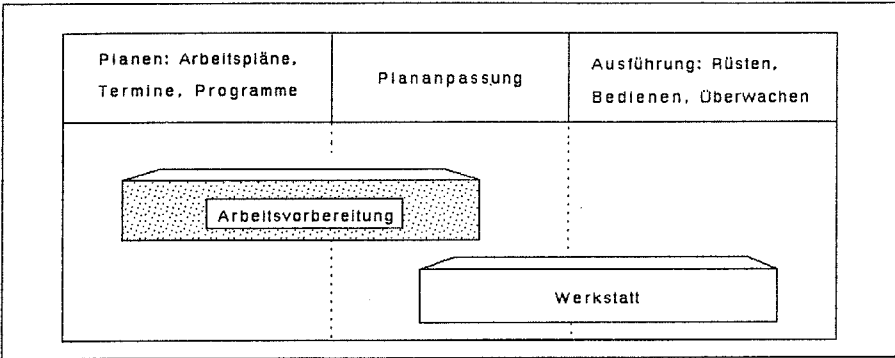 Planen: Arbeitspläne,
Termine, Programme
Plananpassung
Ausführung: Rüsten,
Bedienen, Überwachen
Arbeitsvorbereitung
Werkstatt